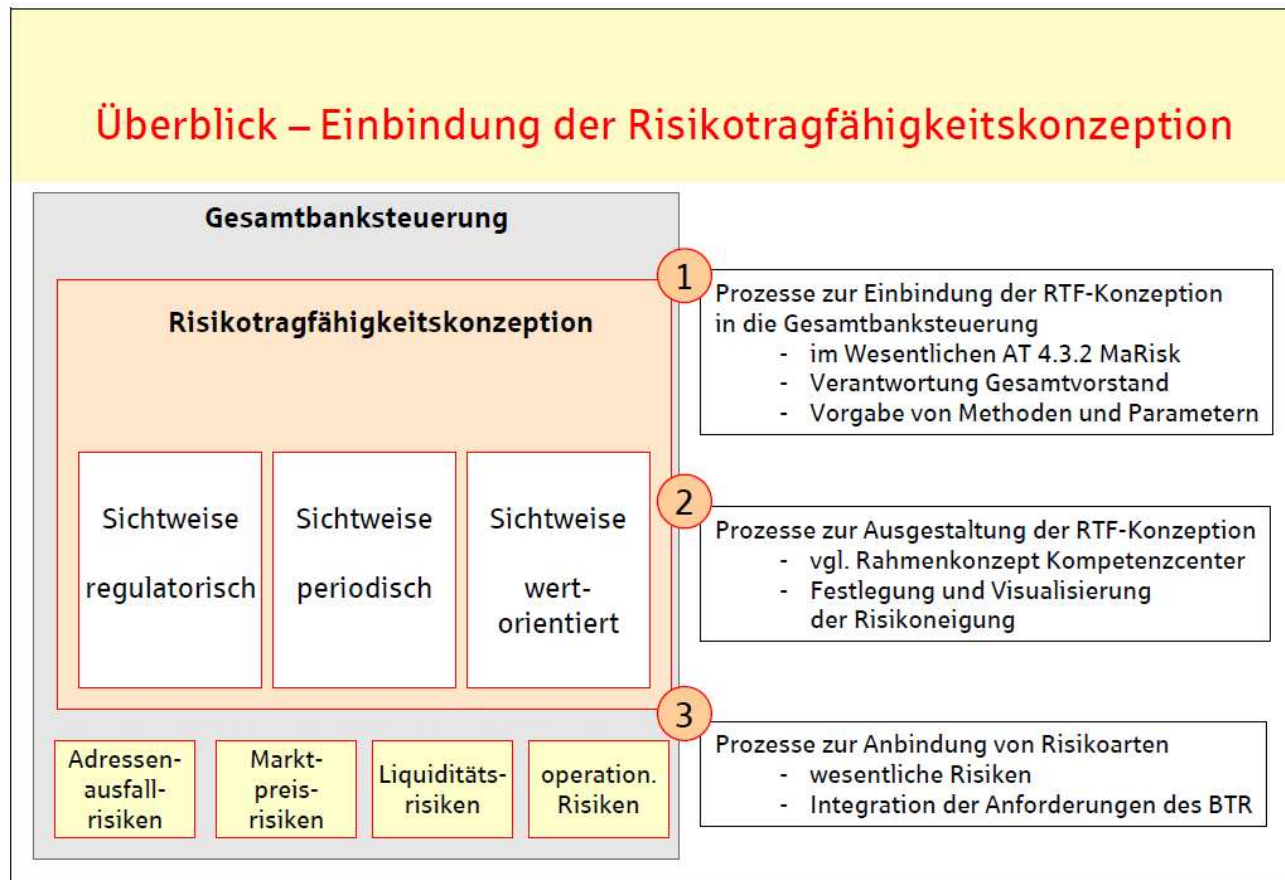 Überblick – Einbindung der Risikotragfähigkeitskonzeption
Gesamtbanksteuerung
Risikotragfähigkeitskonzeption
Sichtweise
regulatorisch
Sichtweise
periodisch
Sichtweise
wert-
orientiert
Adressen-
ausfall-
risiken
Markt-
preis-
risiken
Liquiditäts-
risiken
operation.
Risiken
1
Prozesse zur Einbindung der RTF-Konzeption
in die Gesamtbanksteuerung
- im Wesentlichen AT 4.3.2 MaRisk
- Verantwortung Gesamtvorstand
- Vorgabe von Methoden und Parametern
2
Prozesse zur Ausgestaltung der RTF-Konzeption
- vgl. Rahmenkonzept Kompetenzcenter
- Festlegung und Visualisierung
der Risikoneigung
3
Prozesse zur Anbindung von Risikoarten
- wesentliche Risiken
- Integration der Anforderungen des BTR